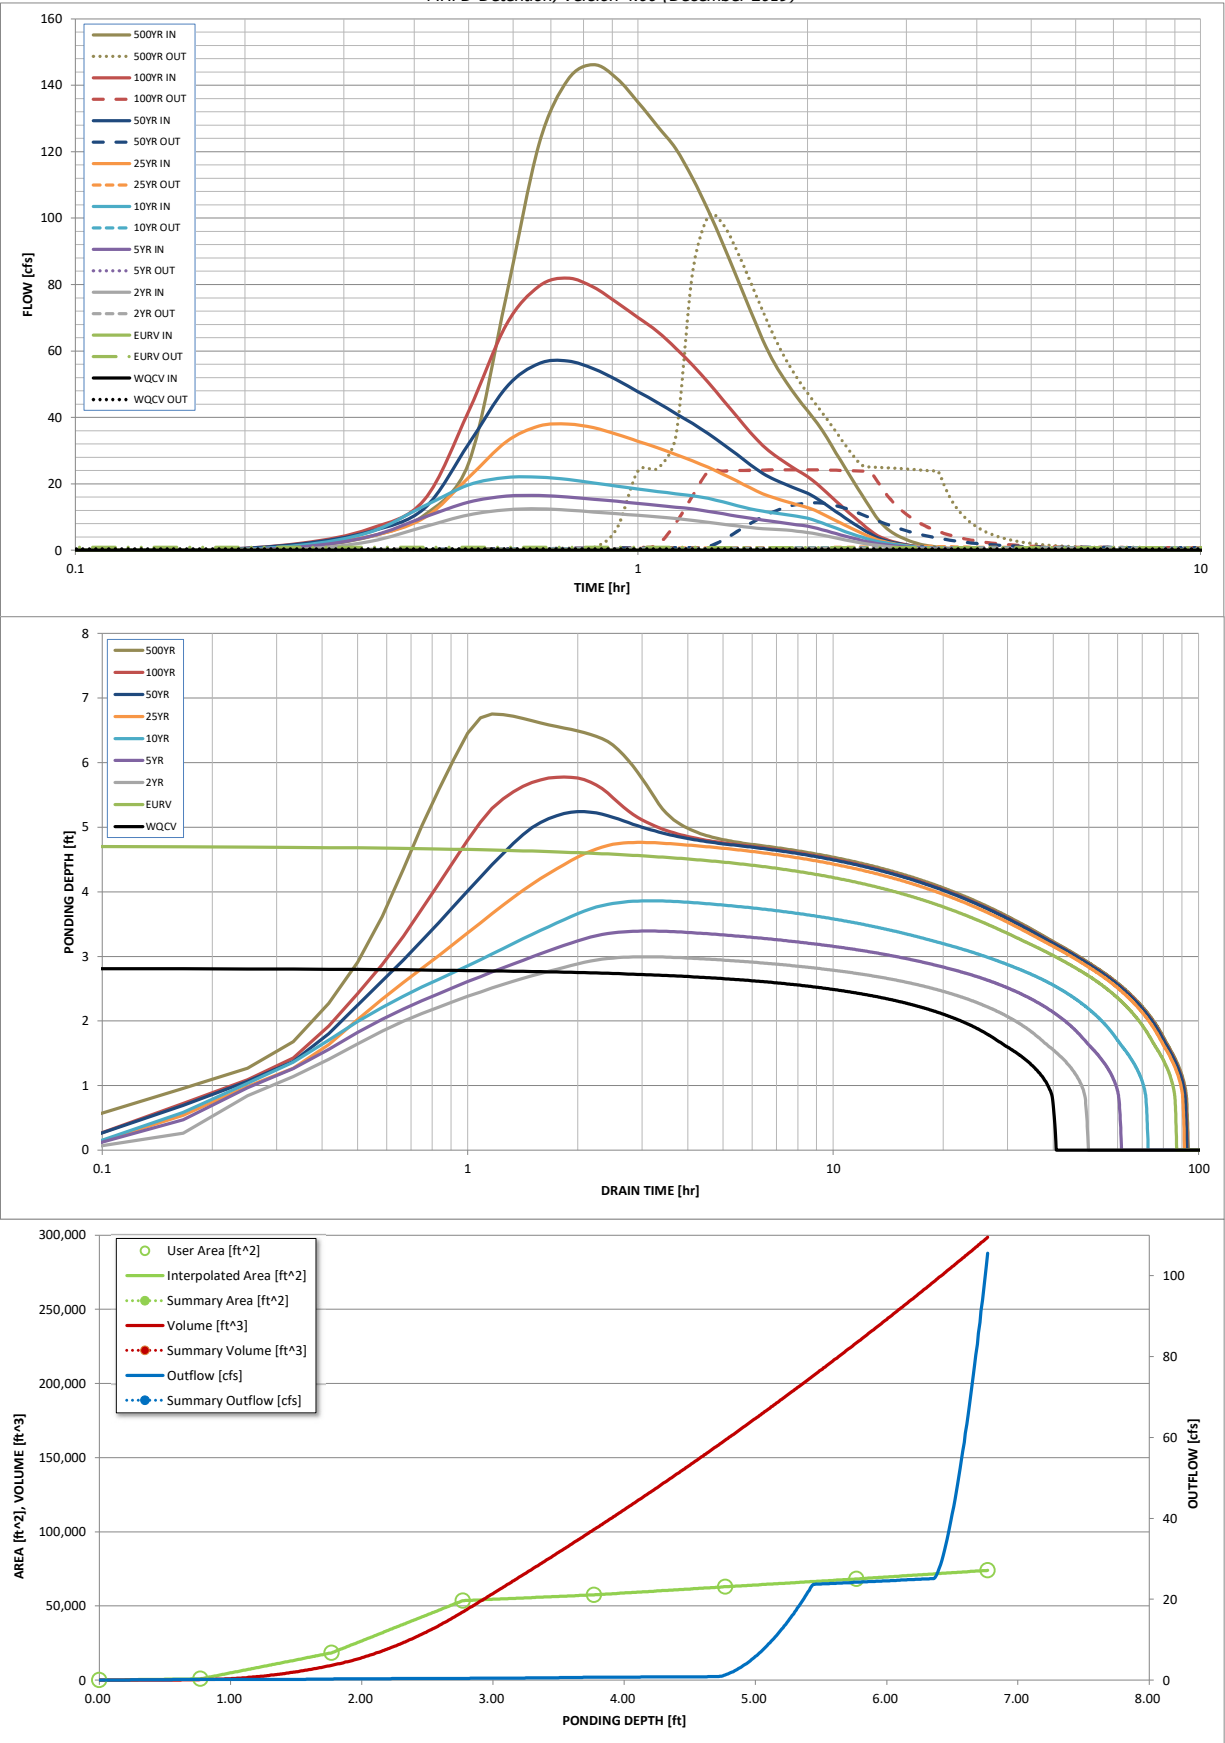 MHFD-Detention, Version 4.00 (December 2019)
160
140
120
100
80
60
40
20
0
FLOW [cfs]
500YR IN
500YR OUT
100YR IN
100YR OUT
50YR IN
50YR OUT
25YR IN
25YR OUT
10YR IN
10YR OUT
5YR IN
5YR OUT
2YR IN
2YR OUT
EURV IN
EURV OUT
WQCV IN
WQCV OUT
0.1
1
10
TIME [hr]
8
7
6
5
4
3
2
1
0
PONDING DEPTH [ft]
500YR
100YR
50YR
25YR
10YR
5YR
2YR
EURV
WQCV
0.1
1
10
100
DRAIN TIME [hr]
300,000
250,000
200,000
150,000
100,000
50,000
0
AREA [ft^2], VOLUME [ft^3]
User Area [ft^2]
Interpolated Area [ft^2]
Summary Area [ft^2]
Volume [ft^3]
Summary Volume [ft^3]
Outflow [cfs]
Summary Outflow [cfs]
100
80
60
40
20
0
OUTFLOW [cfs]
0.00
1.00
2.00
3.00
4.00
5.00
6.00
7.00
8.00
PONDING DEPTH [ft]